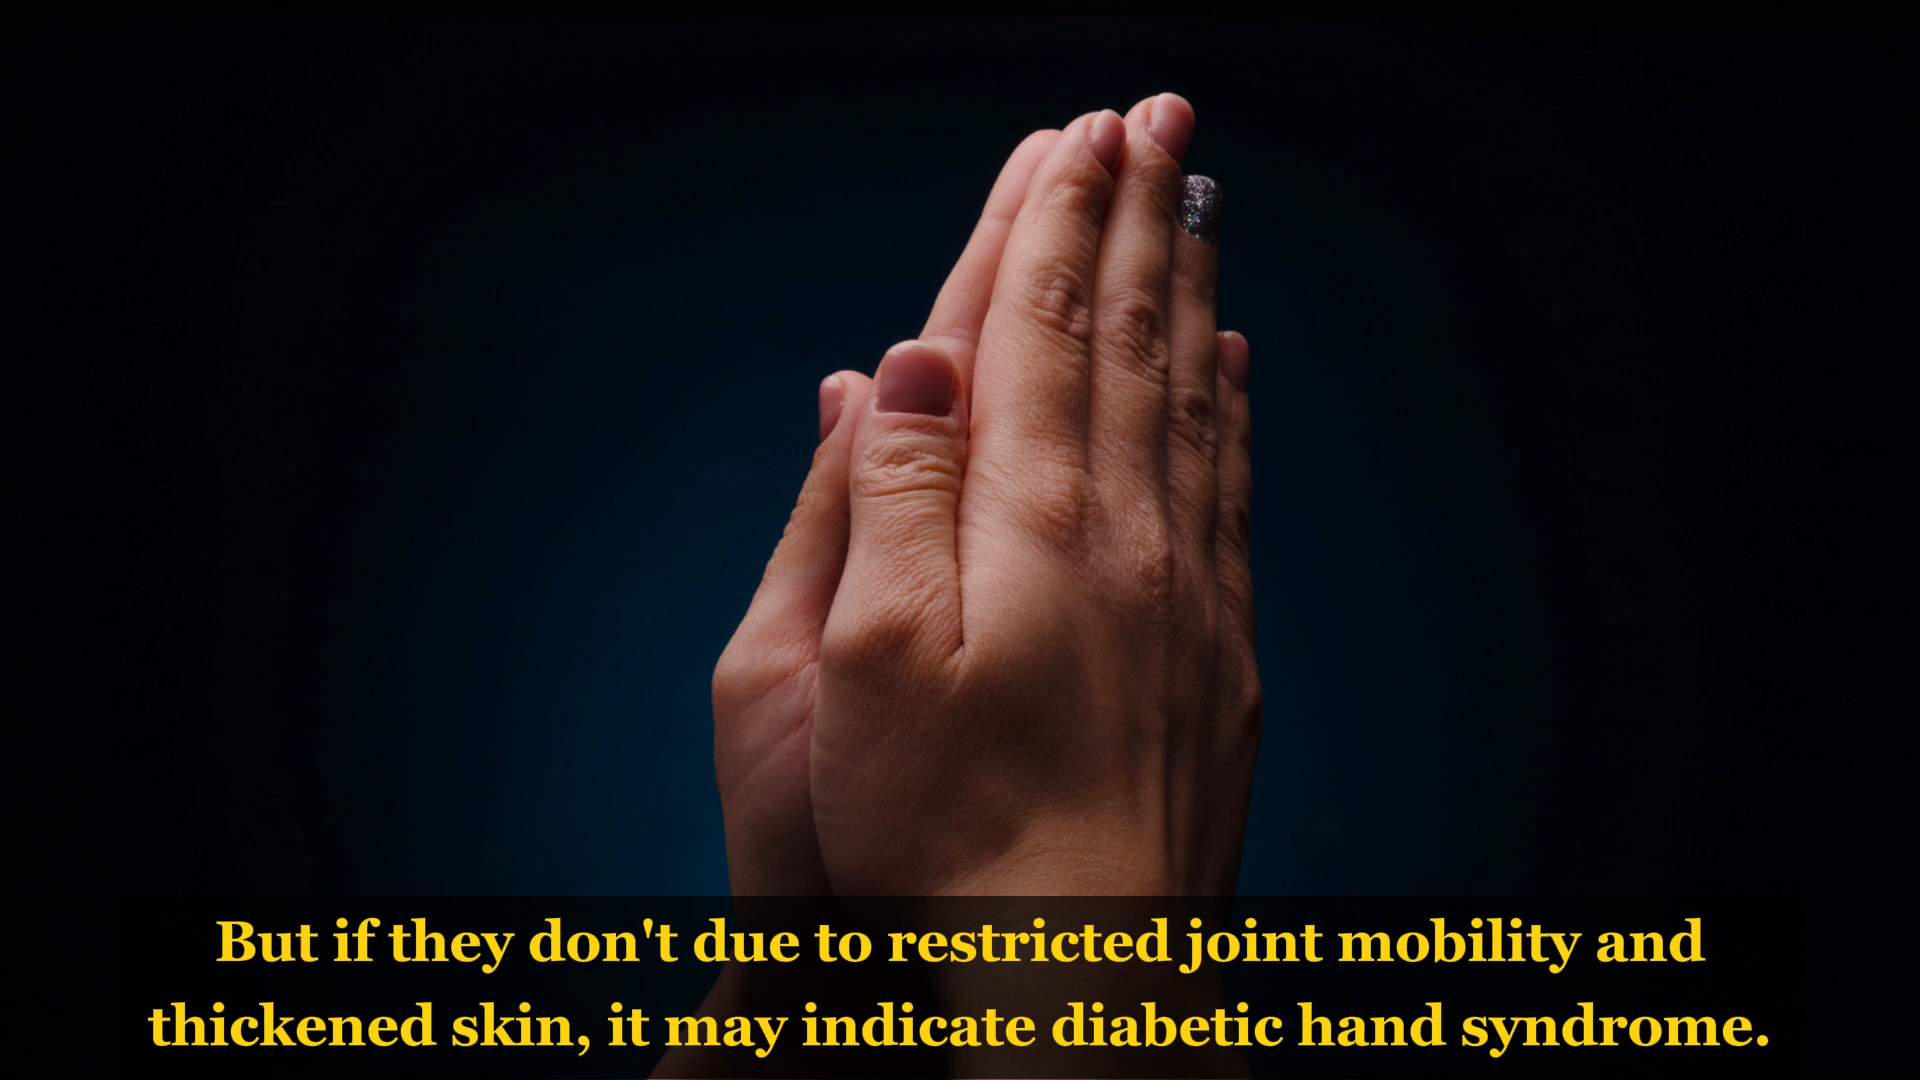 But if they don't due to restricted joint mobility and
thickened skin, it may indicate diabetic hand syndrome.